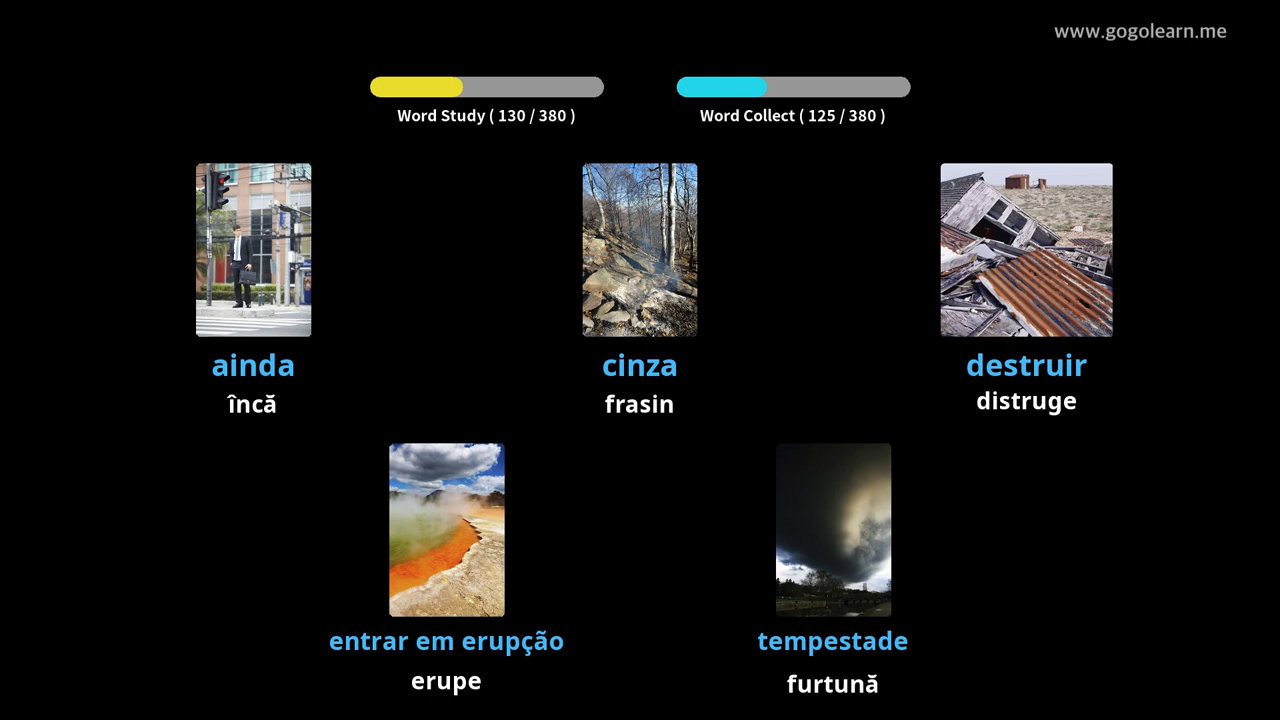 www.gogolearn.me
Word Study ( 130 / 380 )
Word Collect ( 125 / 380 )
ainda
încă
cinza
frasin
destruir
distruge
entrar em erupção
erupe
tempestade
furtună